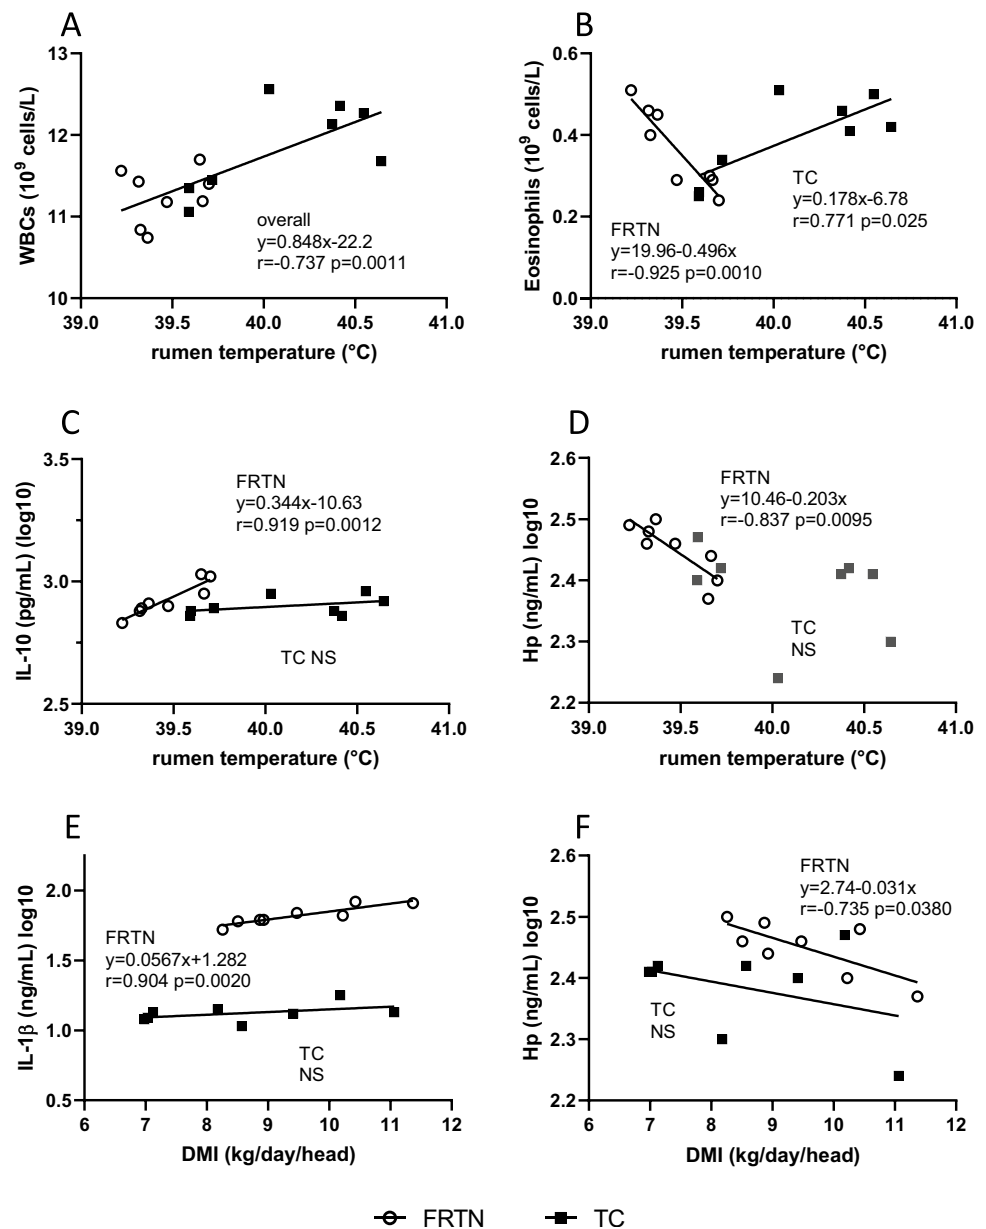 A
WBCs (10⁹ cells/L)
13
12
11
10
overall
y=0.848x-22.2
r=-0.737 p=0.0011
39.0 39.5 40.0 40.5 41.0
rumen temperature (°C)
B
Eosinophils (10⁹ cells/L)
0.6
0.4
0.2
0.0
TC
y=0.178x-6.78
r=0.771 p=0.025
FRTN
y=19.96-0.496x
r=-0.925 p=0.0010
39.0 39.5 40.0 40.5 41.0
rumen temperature (°C)
C
IL-10 (pg/mL) (log10)
3.5
3.0
2.5
FRTN
y=0.344x-10.63
r=0.919 p=0.0012
TC NS
39.0 39.5 40.0 40.5 41.0
rumen temperature (°C)
D
Hp (ng/mL) log10
2.6
2.5
2.4
2.3
2.2
FRTN
y=10.46-0.203x
r=-0.837 p=0.0095
TC
NS
39.0 39.5 40.0 40.5 41.0
rumen temperature (°C)
E
IL-1β (ng/mL) log10
2.0
1.5
1.0
0.5
FRTN
y=0.0567x+1.282
r=0.904 p=0.0020
TC
NS
6 7 8 9 10 11 12
DMI (kg/day/head)
F
Hp (ng/mL) log10
2.6
2.5
2.4
2.3
2.2
FRTN
y=2.74-0.031x
r=-0.735 p=0.0380
TC
NS
6 7 8 9 10 11 12
DMI (kg/day/head)
FRTN TC